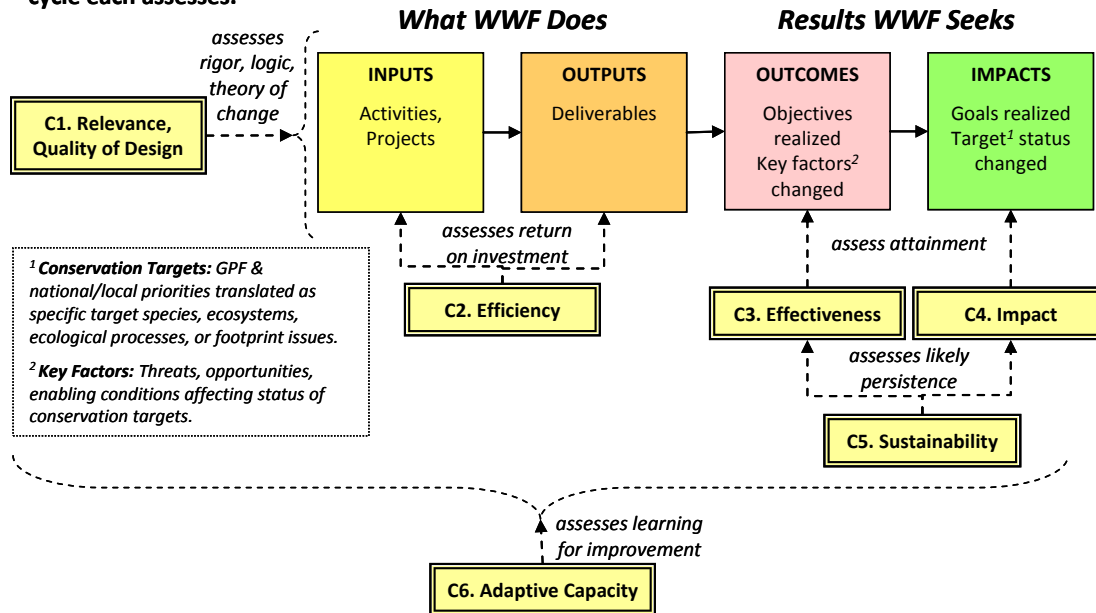 cycle each assesses.
What WWF Does
Results WWF Seeks
assesses
rigor, logic,
theory of
change
C1. Relevance,
Quality of Design
INPUTS
Activities,
Projects
OUTPUTS
Deliverables
OUTCOMES
Objectives
realized
Key factors²
changed
IMPACTS
Goals realized
Target¹ status
changed
assesses return
on investment
C2. Efficiency
assess attainment
C3. Effectiveness
C4. Impact
assesses likely
persistence
C5. Sustainability
¹ Conservation Targets: GPF &
national/local priorities translated as
specific target species, ecosystems,
ecological processes, or footprint issues.
² Key Factors: Threats, opportunities,
enabling conditions affecting status of
conservation targets.
assesses learning
for improvement
C6. Adaptive Capacity